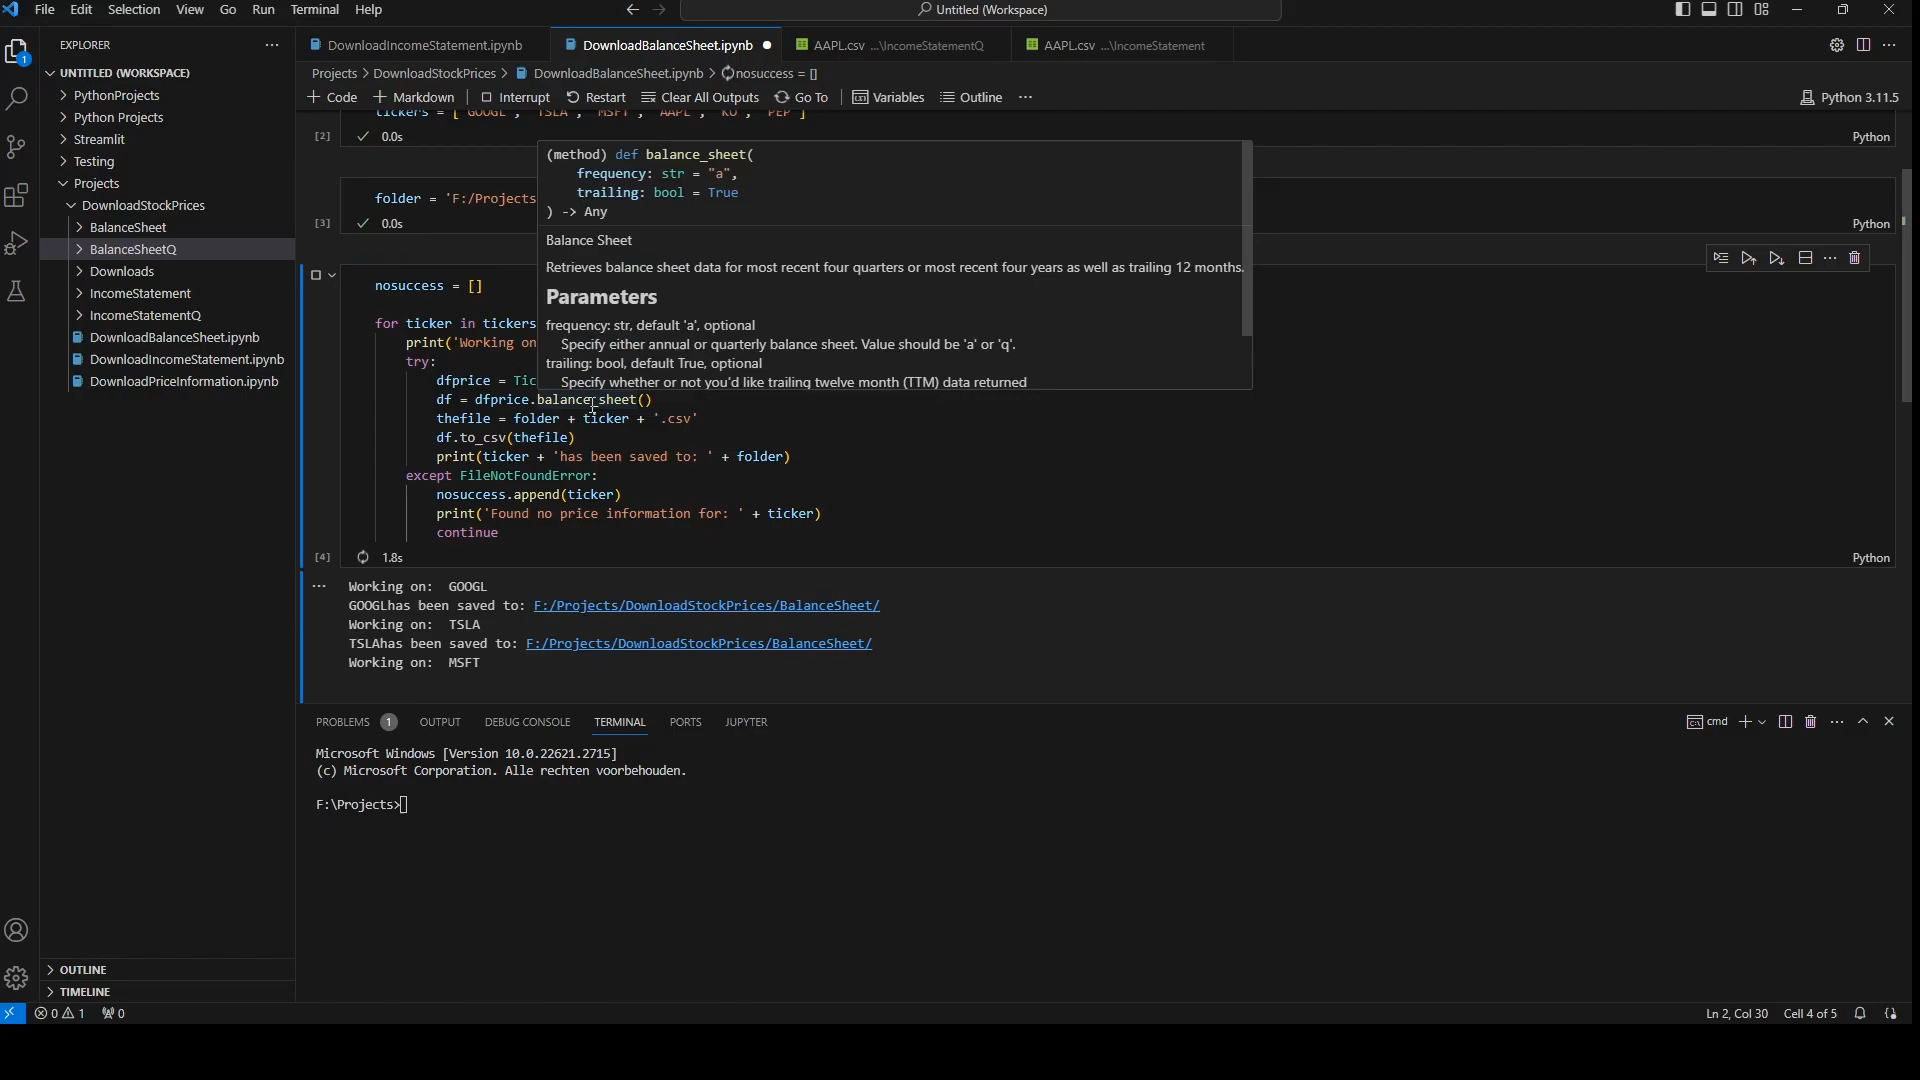 File Edit Selection View Go Run Terminal Help
Untitled (Workspace)
EXPLORER
UNTITLED (WORKSPACE)
PythonProjects
Python Projects
Streamlit
Testing
Projects
DownloadStockPrices
BalanceSheet
BalanceSheetQ
Downloads
IncomeStatement
IncomeStatementQ
DownloadBalanceSheet.ipynb
DownloadIncomeStatement.ipynb
DownloadPriceInformation.ipynb
OUTLINE
TIMELINE
DownloadIncomeStatement.ipynb
DownloadBalanceSheet.ipynb
AAPL.csv ...\IncomeStatementQ
AAPL.csv ...\IncomeStatement
Projects > DownloadStockPrices > DownloadBalanceSheet.ipynb > nosuccess = []
+ Code + Markdown Interrupt Restart Clear All Outputs Go To Variables Outline ...
Python 3.11.5
tickers = ['GOOGL', 'TSLA', 'MSFT', 'AAPL', 'KO', 'PEP']
[2] 0.0s Python
folder = 'F:/Projects
[3] 0.0s Python
(method) def balance_sheet(
frequency: str = "a",
trailing: bool = True
) -> Any
Balance Sheet
Retrieves balance sheet data for most recent four quarters or most recent four years as well as trailing 12 months.
Parameters
frequency: str, default 'a', optional
Specify either annual or quarterly balance sheet. Value should be 'a' or 'q'.
trailing: bool, default True, optional
Specify whether or not you'd like trailing twelve month (TTM) data returned
nosuccess = []
for ticker in tickers
print('Working on
try:
dfprice = Tic
df = dfprice.balance_sheet()
thefile = folder + ticker + '.csv'
df.to_csv(thefile)
print(ticker + 'has been saved to: ' + folder)
except FileNotFoundError:
nosuccess.append(ticker)
print('Found no price information for: ' + ticker)
continue
[4] 1.8s Python
Working on: GOOGL
GOOGLhas been saved to: F:/Projects/DownloadStockPrices/BalanceSheet/
Working on: TSLA
TSLAhas been saved to: F:/Projects/DownloadStockPrices/BalanceSheet/
Working on: MSFT
PROBLEMS 1 OUTPUT DEBUG CONSOLE TERMINAL PORTS JUPYTER
cmd
Microsoft Windows [Version 10.0.22621.2715]
(c) Microsoft Corporation. Alle rechten voorbehouden.
F:\Projects>
0 1 0
Ln 2, Col 30 Cell 4 of 5